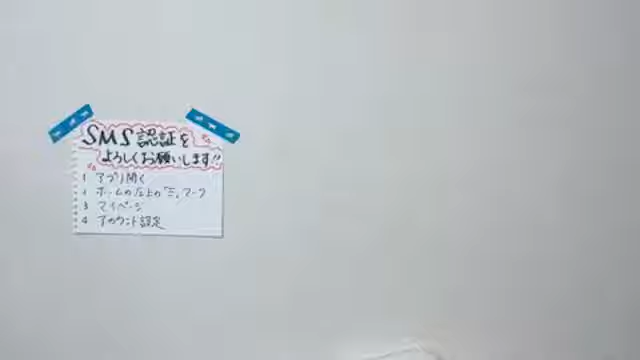 SMS認証を
よろしくお願いします!!
1 アプリ開く
2 ホームの左上の「三」マーク
3 マイページ
4 アカウント設定